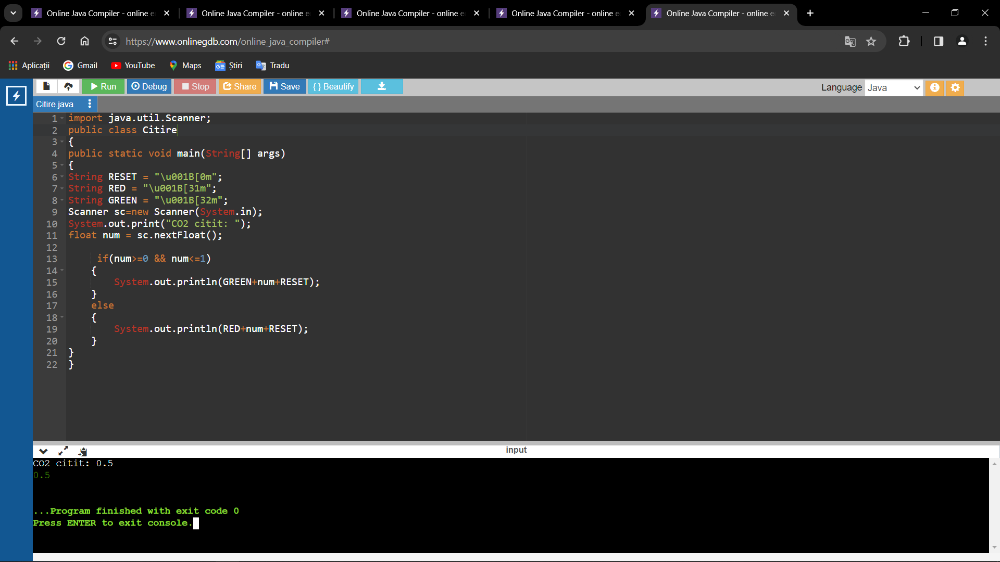 Online Java Compiler - online e
Online Java Compiler - online e
Online Java Compiler - online e
Online Java Compiler - online e
Online Java Compiler - online e
https://www.onlinegdb.com/online_java_compiler#
Aplicații Gmail YouTube Maps Știri Tradu
Run Debug Stop Share Save { } Beautify Language Java
Citire.java
1 import java.util.Scanner;
2 public class Citire
3 {
4 public static void main(String[] args)
5 {
6 String RESET = "\u001B[0m";
7 String RED = "\u001B[31m";
8 String GREEN = "\u001B[32m";
9 Scanner sc=new Scanner(System.in);
10 System.out.print("CO2 citit: ");
11 float num = sc.nextFloat();
12
13 if(num>=0 && num<=1)
14 {
15 System.out.println(GREEN+num+RESET);
16 }
17 else
18 {
19 System.out.println(RED+num+RESET);
20 }
21 }
22 }
input
CO2 citit: 0.5
0.5
...Program finished with exit code 0
Press ENTER to exit console.